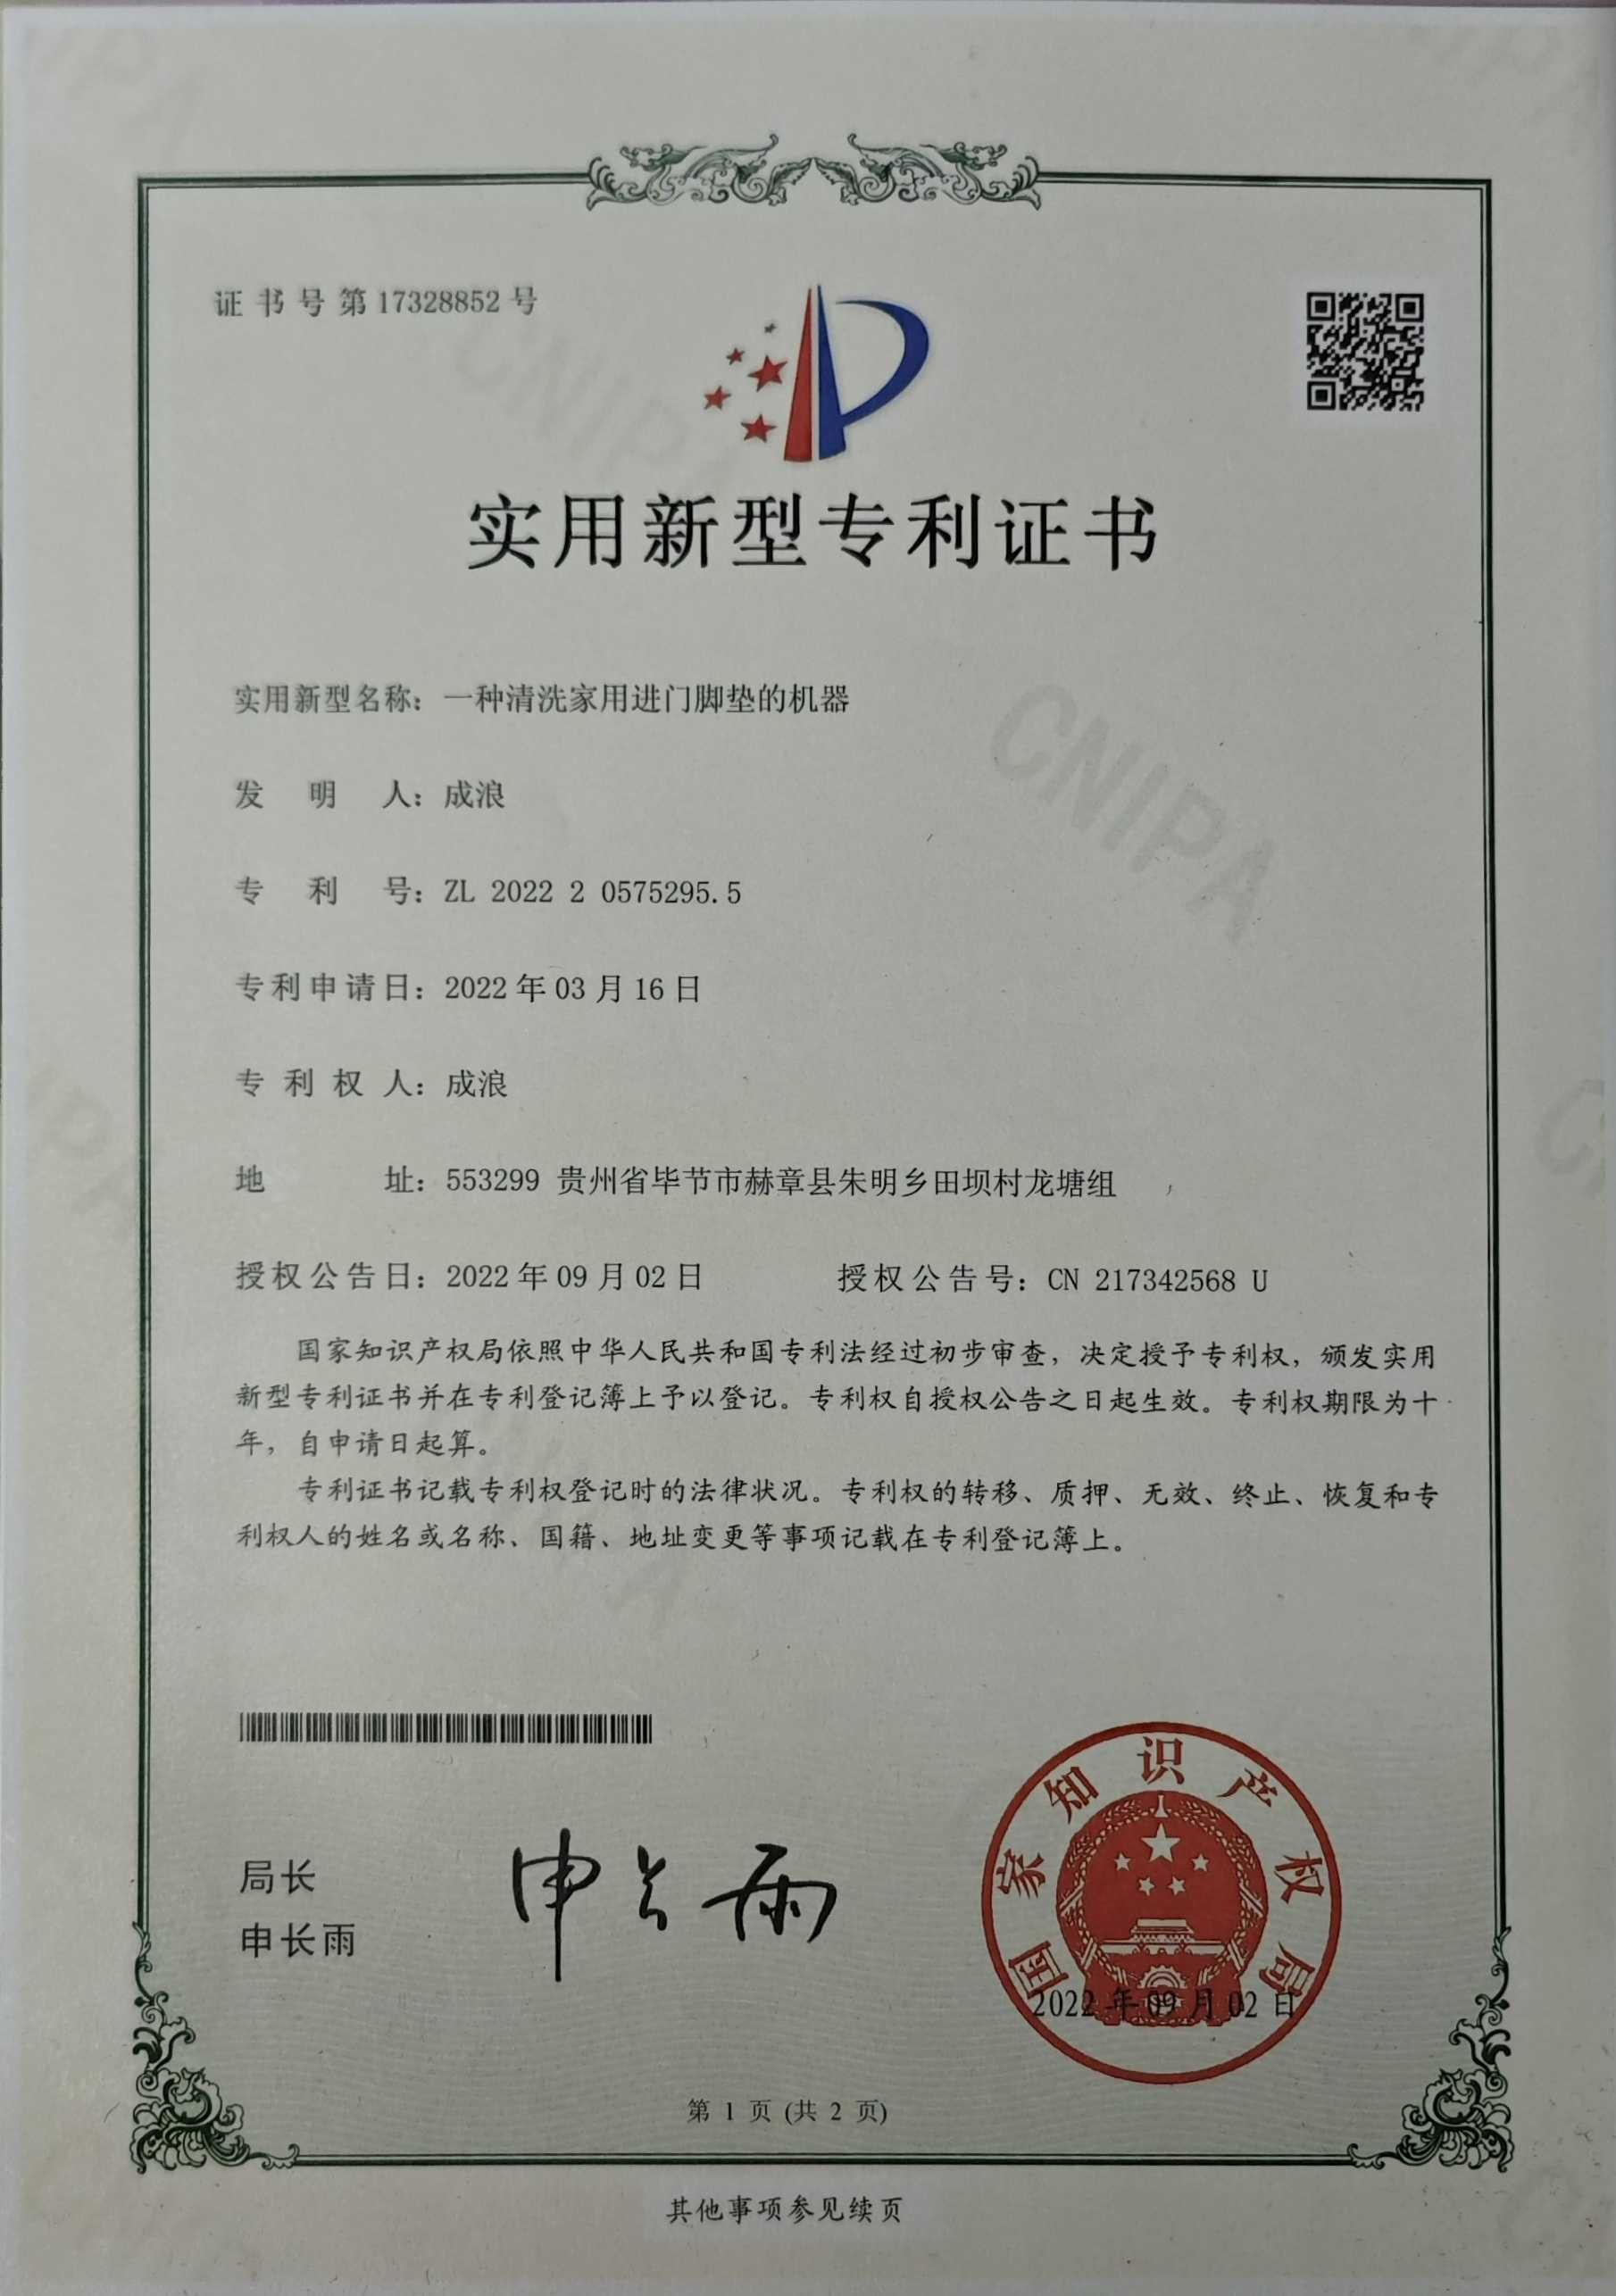 证书号第17328852号
实用新型专利证书
实用新型名称：一种清洗家用进门脚垫的机器
发明人：成浪
专利号：ZL 2022 2 0575295.5
专利申请日：2022年03月16日
专利权人：成浪
地址：553299 贵州省毕节市赫章县朱明乡田坝村龙塘组
授权公告日：2022年09月02日 授权公告号：CN 217342568 U
国家知识产权局依照中华人民共和国专利法经过初步审查，决定授予专利权，颁发实用
新型专利证书并在专利登记簿上予以登记。专利权自授权公告之日起生效。专利权期限为十
年，自申请日起算。
专利证书记载专利权登记时的法律状况。专利权的转移、质押、无效、终止、恢复和专
利权人的姓名或名称、国籍、地址变更等事项记载在专利登记簿上。
局长
申长雨
申长雨
国家知识产权局
2022年09月02日
第 1 页 (共 2 页)
其他事项参见续页
CNIPA
CNIPA